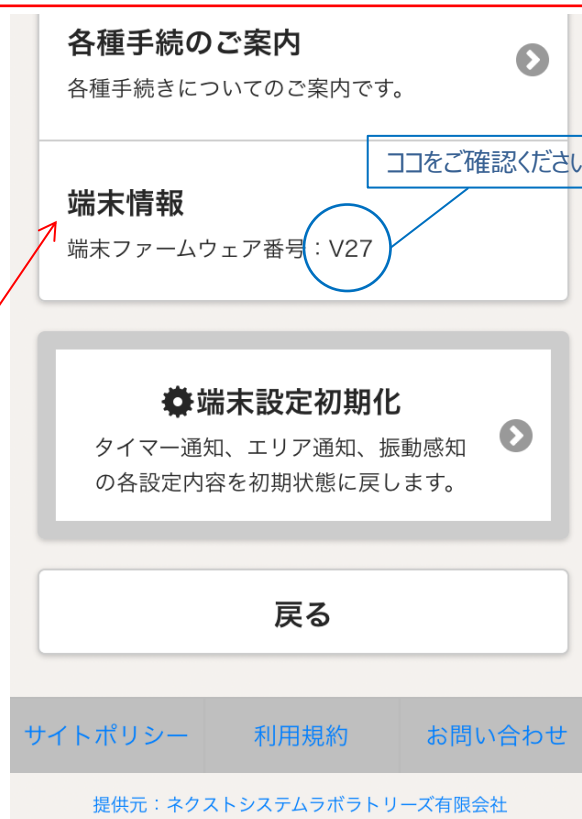 各種手続のご案内
各種手続きについてのご案内です。
ココをご確認ください
端末情報
端末ファームウェア番号：V27
端末設定初期化
タイマー通知、エリア通知、振動感知
の各設定内容を初期状態に戻します。
戻る
サイトポリシー 利用規約 お問い合わせ
提供元：ネクストシステムラボラトリーズ有限会社